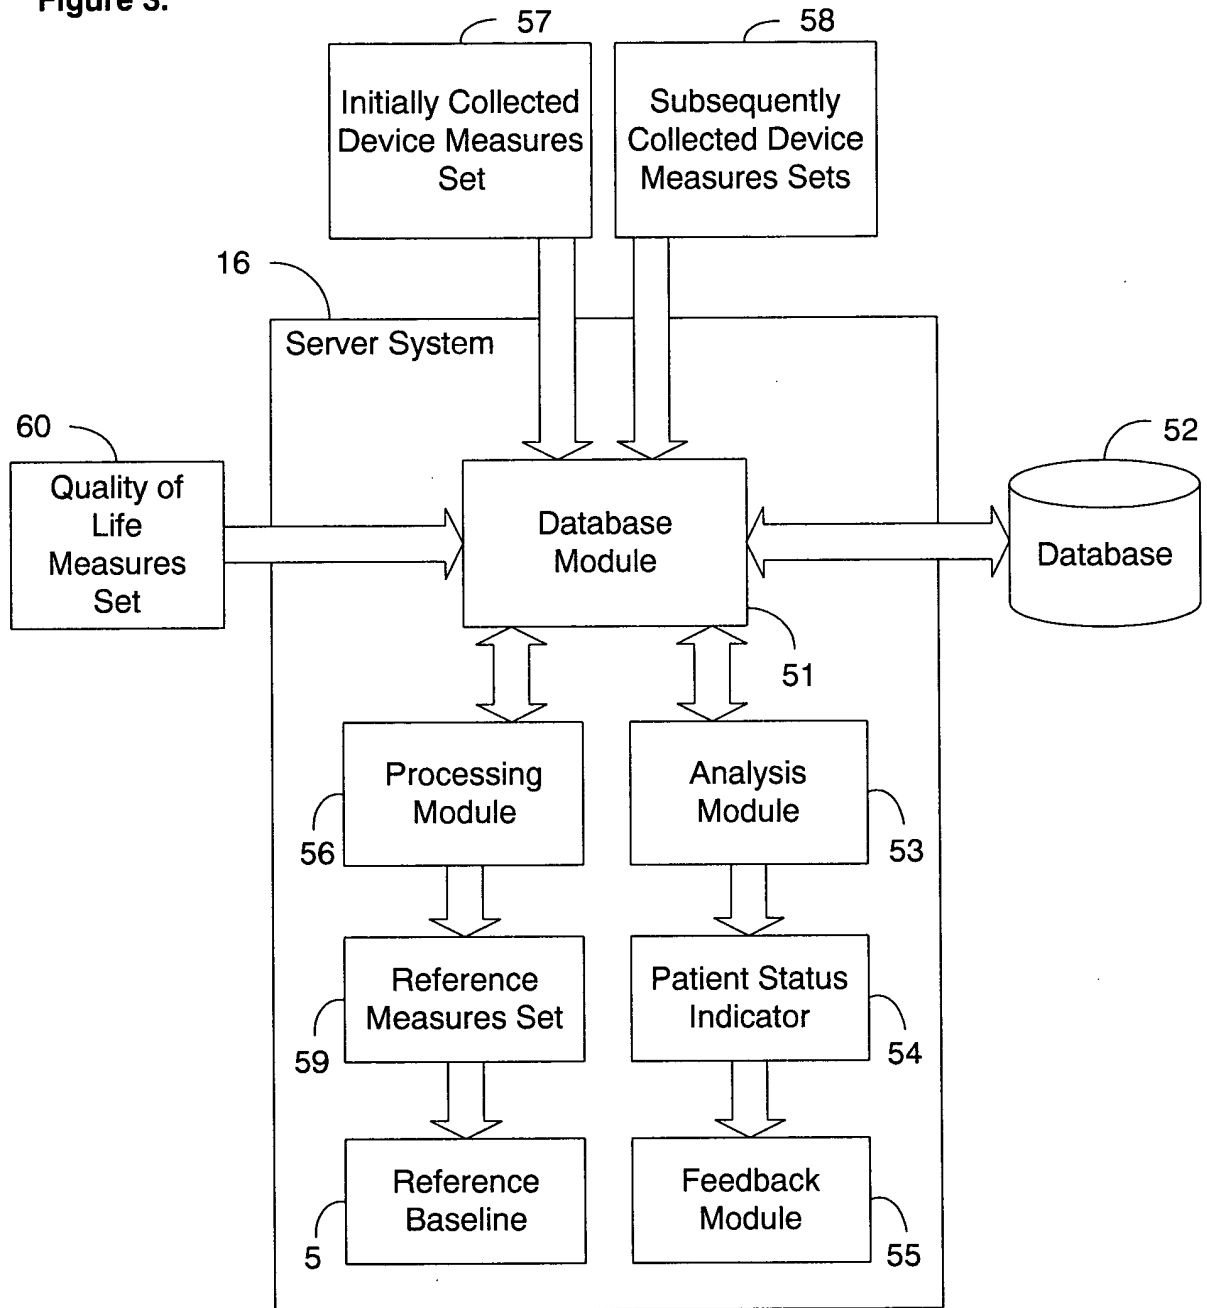 Figure 3.
57
58
Initially Collected
Device Measures
Set
Subsequently
Collected Device
Measures Sets
16
Server System
60
52
Quality of
Life
Measures
Set
Database
Module
Database
51
Processing
Module
Analysis
Module
56
53
Reference
Measures Set
Patient Status
Indicator
59
54
Reference
Baseline
Feedback
Module
5
55